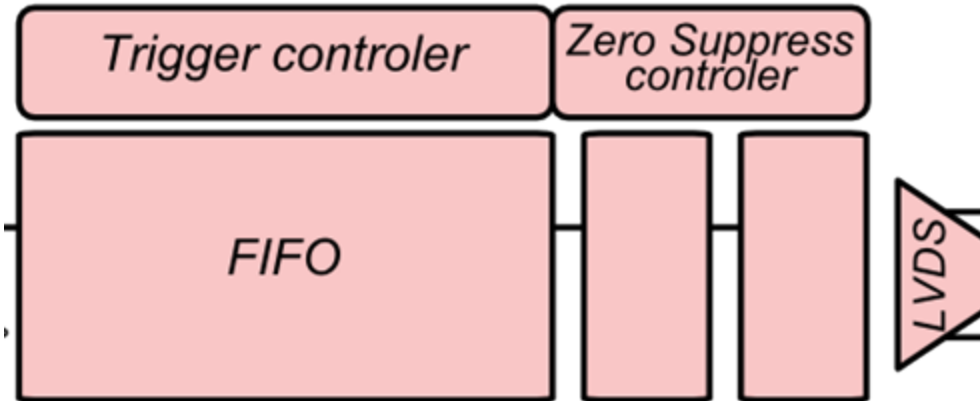 Trigger controler
Zero Suppress
controler
FIFO
LVDS